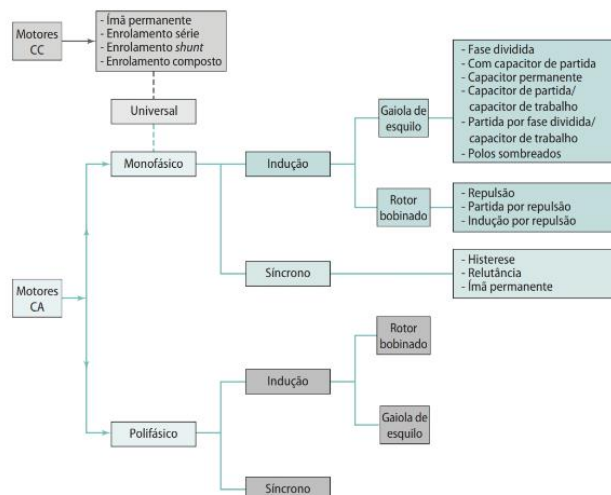 Motores
CC
- Ímã permanente
- Enrolamento série
- Enrolamento shunt
- Enrolamento composto
Universal
Monofásico
Indução
Gaiola de
esquilo
- Fase dividida
- Com capacitor de partida
- Capacitor permanente
- Capacitor de partida/
capacitor de trabalho
- Partida por fase dividida/
capacitor de trabalho
- Polos sombreados
Rotor
bobinado
- Repulsão
- Partida por repulsão
- Indução por repulsão
Síncrono
- Histerese
- Relutância
- Ímã permanente
Motores
CA
Polifásico
Indução
Rotor
bobinado
Gaiola de
esquilo
Síncrono